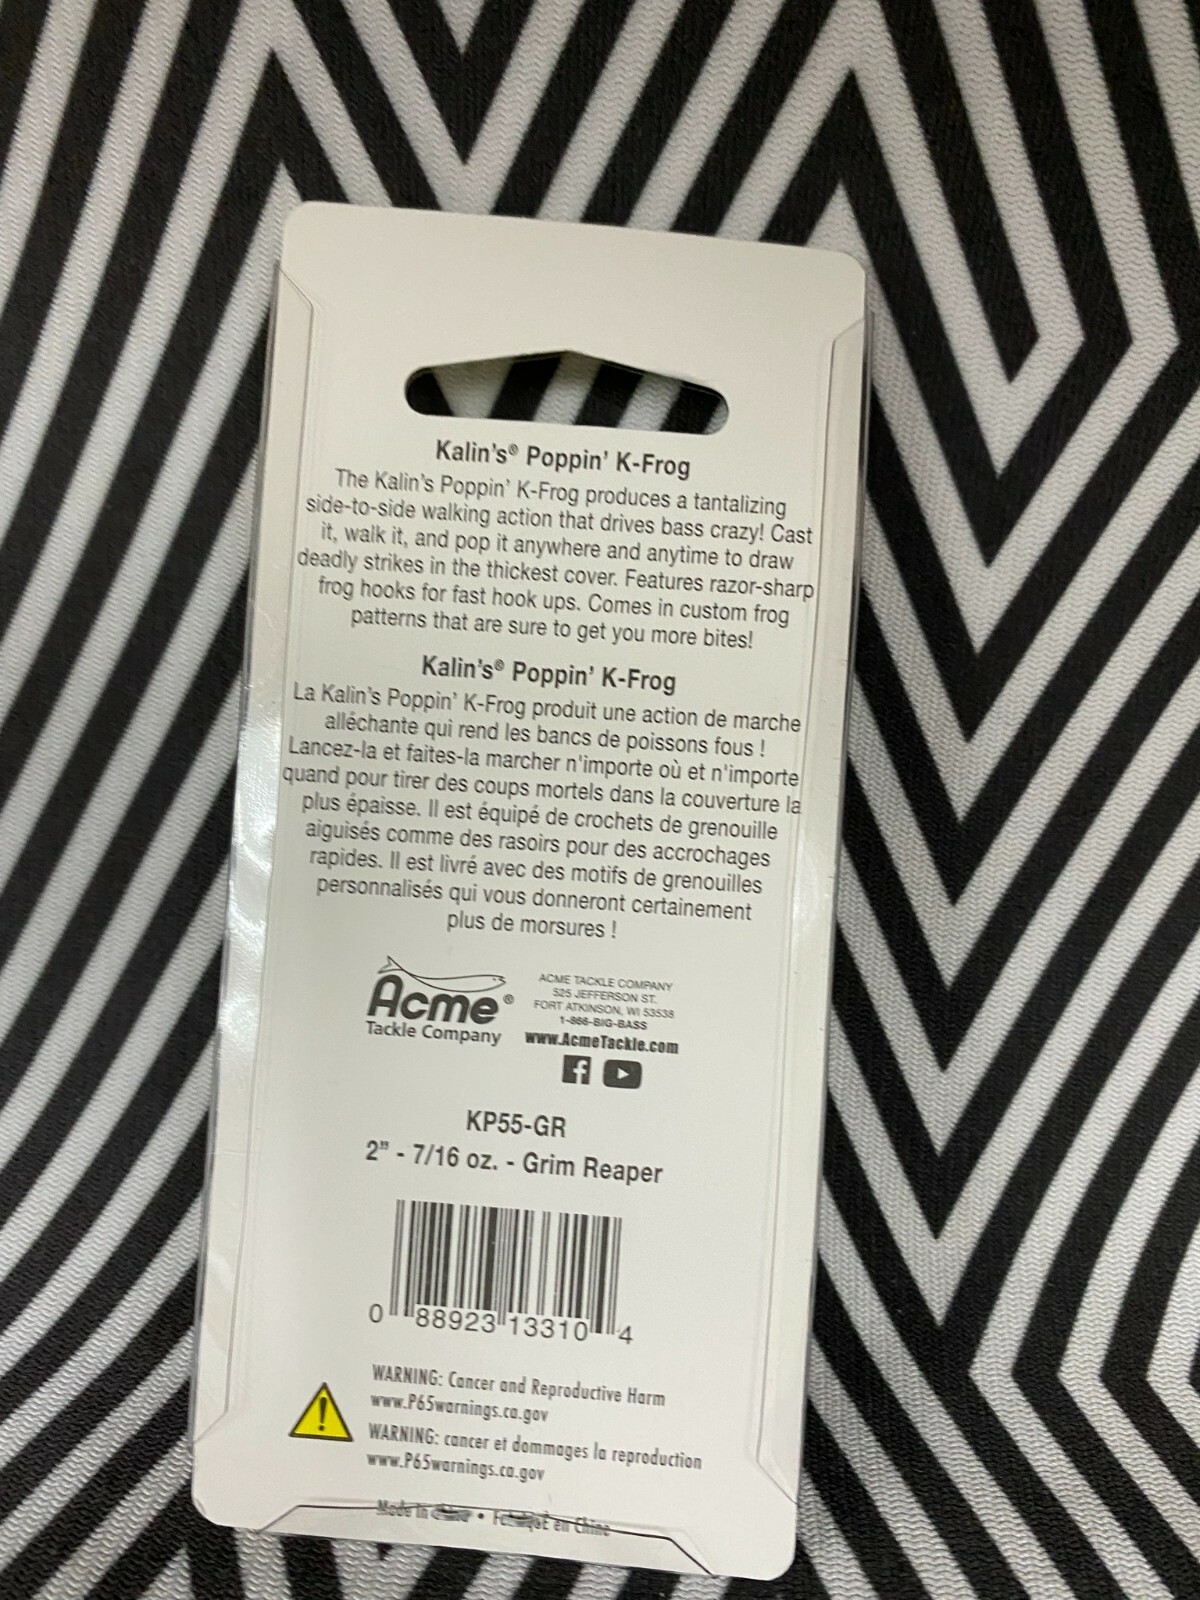 Kalin's® Poppin' K-Frog
The Kalin's Poppin' K-Frog produces a tantalizing
side-to-side walking action that drives bass crazy! Cast
it, walk it, and pop it anywhere and anytime to draw
deadly strikes in the thickest cover. Features razor-sharp
frog hooks for fast hook ups. Comes in custom frog
patterns that are sure to get you more bites!
Kalin's® Poppin' K-Frog
La Kalin's Poppin' K-Frog produit une action de marche
alléchante qui rend les bancs de poissons fous !
Lancez-la et faites-la marcher n'importe où et n'importe
quand pour tirer des coups mortels dans la couverture la
plus épaisse. Il est équipé de crochets de grenouille
aiguisés comme des rasoirs pour des accrochages
rapides. Il est livré avec des motifs de grenouilles
personnalisés qui vous donneront certainement
plus de morsures !
Acme®
Tackle Company
ACME TACKLE COMPANY
525 JEFFERSON ST.
FORT ATKINSON, WI 53538
1-866-BIG-BASS
www.AcmeTackle.com
KP55-GR
2" - 7/16 oz. - Grim Reaper
0 88923 13310 4
WARNING: Cancer and Reproductive Harm
www.P65warnings.ca.gov
WARNING: cancer et dommages la reproduction
www.P65warnings.ca.gov
Made In China • Fabriqué en Chine